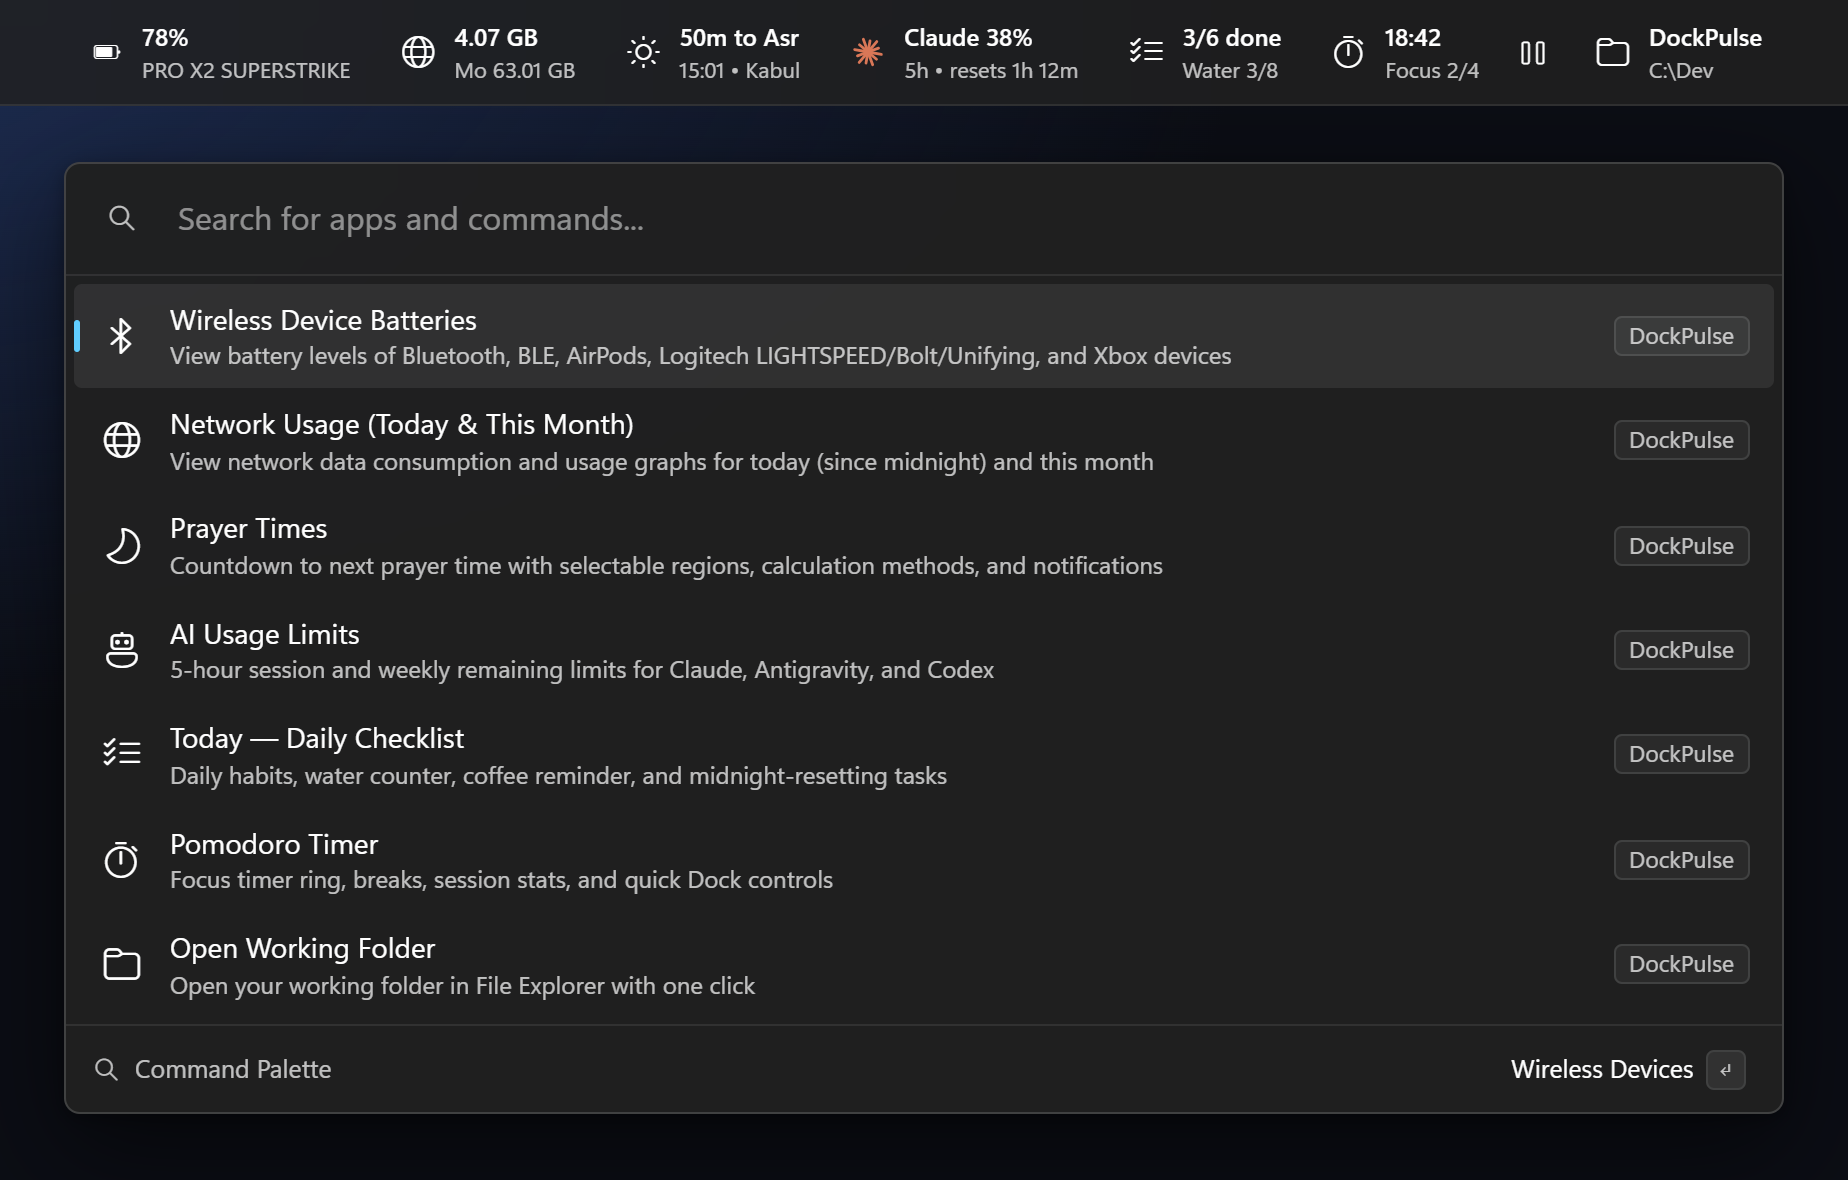 78%
PRO X2 SUPERSTRIKE
4.07 GB
Mo 63.01 GB
50m to Asr
15:01 • Kabul
Claude 38%
5h • resets 1h 12m
3/6 done
Water 3/8
18:42
Focus 2/4
DockPulse
C:\Dev
Search for apps and commands...
Wireless Device Batteries
View battery levels of Bluetooth, BLE, AirPods, Logitech LIGHTSPEED/Bolt/Unifying, and Xbox devices
DockPulse
Network Usage (Today & This Month)
View network data consumption and usage graphs for today (since midnight) and this month
DockPulse
Prayer Times
Countdown to next prayer time with selectable regions, calculation methods, and notifications
DockPulse
AI Usage Limits
5-hour session and weekly remaining limits for Claude, Antigravity, and Codex
DockPulse
Today — Daily Checklist
Daily habits, water counter, coffee reminder, and midnight-resetting tasks
DockPulse
Pomodoro Timer
Focus timer ring, breaks, session stats, and quick Dock controls
DockPulse
Open Working Folder
Open your working folder in File Explorer with one click
DockPulse
Command Palette
Wireless Devices